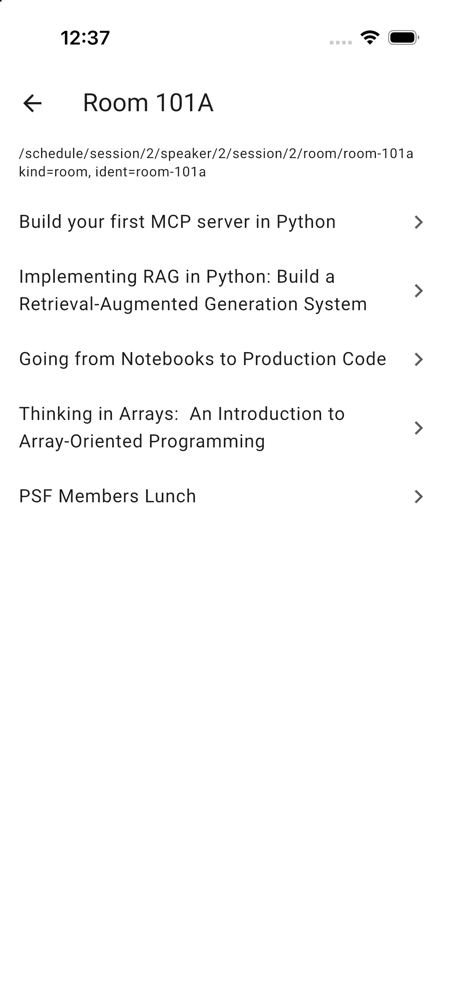 12:37
Room 101A
/schedule/session/2/speaker/2/session/2/room/room-101a
kind=room, ident=room-101a
Build your first MCP server in Python
Implementing RAG in Python: Build a
Retrieval-Augmented Generation System
Going from Notebooks to Production Code
Thinking in Arrays:  An Introduction to
Array-Oriented Programming
PSF Members Lunch